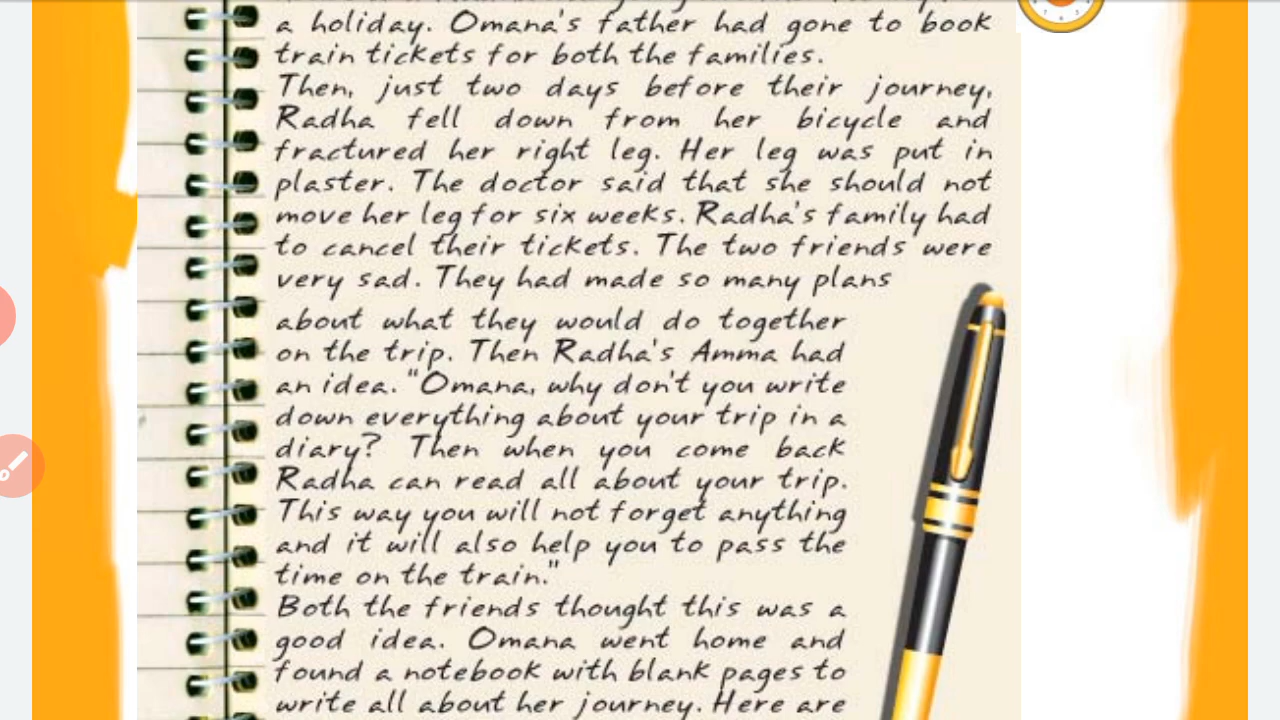 a holiday. Omana's father had gone to book
train tickets for both the families.
Then, just two days before their journey,
Radha fell down from her bicycle and
fractured her right leg. Her leg was put in
plaster. The doctor said that she should not
move her leg for six weeks. Radha's family had
to cancel their tickets. The two friends were
very sad. They had made so many plans
about what they would do together
on the trip. Then Radha's Amma had
an idea. "Omana, why don't you write
down everything about your trip in a
diary? Then when you come back
Radha can read all about your trip.
This way you will not forget anything
and it will also help you to pass the
time on the train."
Both the friends thought this was a
good idea. Omana went home and
found a notebook with blank pages to
write all about her journey. Here are